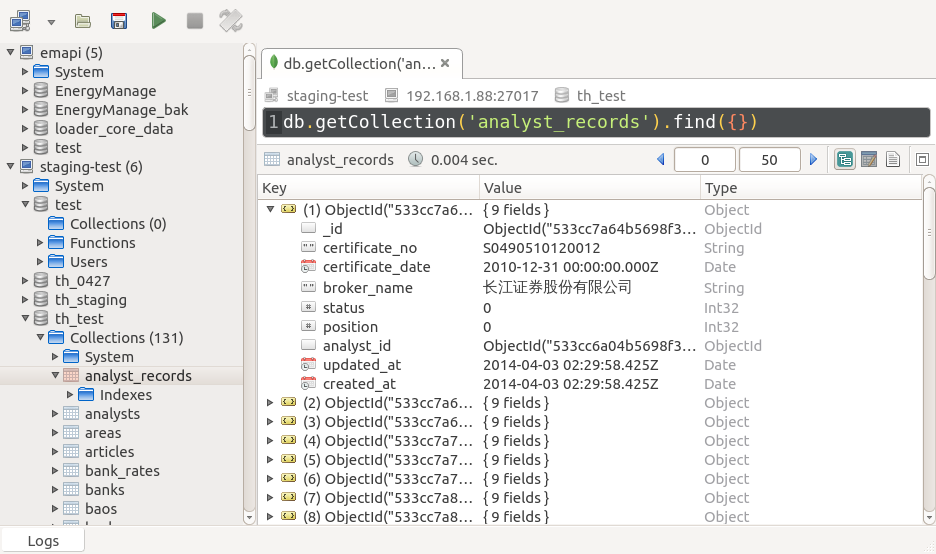 emapi (5)
System
EnergyManage
EnergyManage_bak
loader_core_data
test
staging-test (6)
System
test
Collections (0)
Functions
Users
th_0427
th_staging
th_test
Collections (131)
System
analyst_records
Indexes
analysts
areas
articles
bank_rates
banks
baos
db.getCollection('an...
staging-test 192.168.1.88:27017 th_test
1 db.getCollection('analyst_records').find({})
analyst_records 0.004 sec. 0 50
Key Value Type
(1) ObjectId("533cc7a6... { 9 fields } Object
_id ObjectId("533cc7a64b5698f3... ObjectId
certificate_no S0490510120012 String
certificate_date 2010-12-31 00:00:00.000Z Date
broker_name 长江证券股份有限公司 String
status 0 Int32
position 0 Int32
analyst_id ObjectId("533cc6a04b5698f3... ObjectId
updated_at 2014-04-03 02:29:58.425Z Date
created_at 2014-04-03 02:29:58.425Z Date
(2) ObjectId("533cc7a6... { 9 fields } Object
(3) ObjectId("533cc7a6... { 9 fields } Object
(4) ObjectId("533cc7a7... { 9 fields } Object
(5) ObjectId("533cc7a7... { 9 fields } Object
(6) ObjectId("533cc7a7... { 9 fields } Object
(7) ObjectId("533cc7a8... { 9 fields } Object
(8) ObjectId("533cc7a8... { 9 fields } Object
Logs